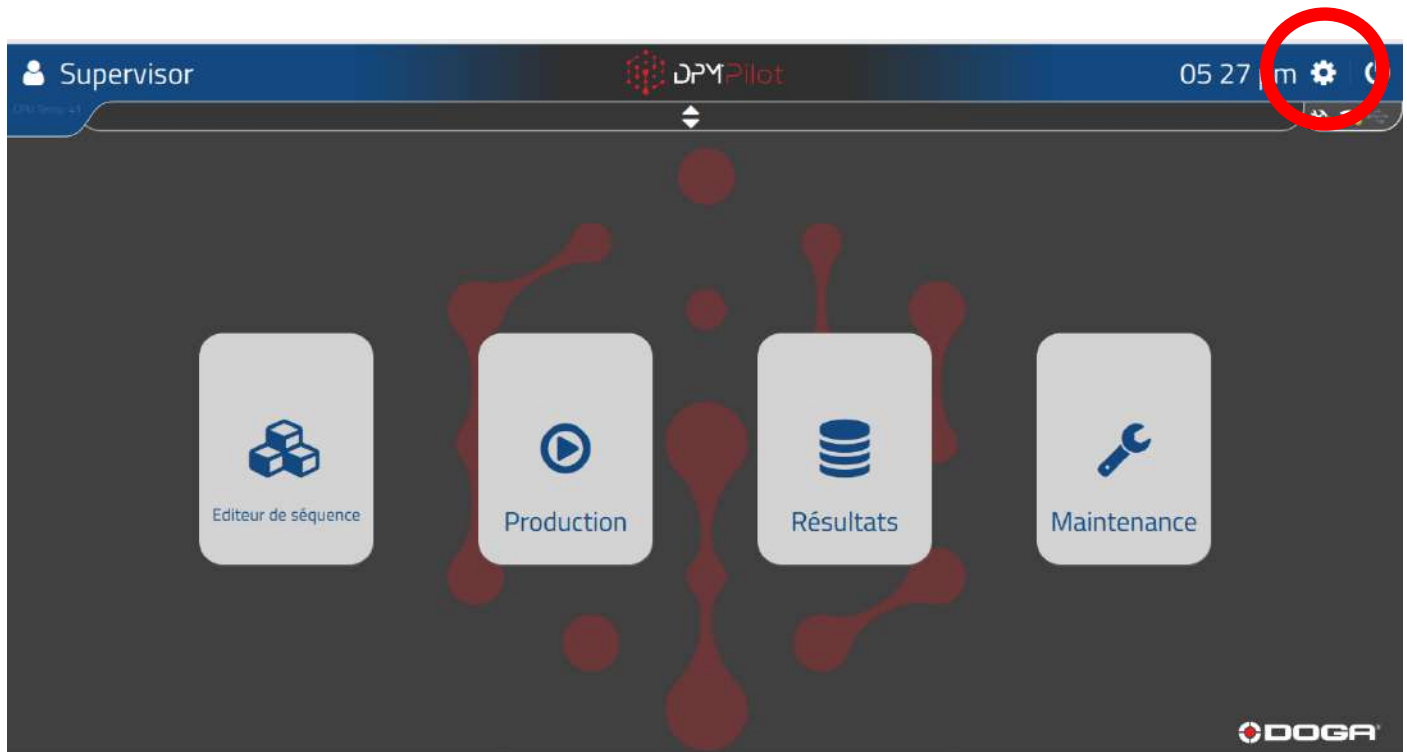 Supervisor
DPMPilot
05 27 pm
Editeur de séquence
Production
Résultats
Maintenance
DOGA